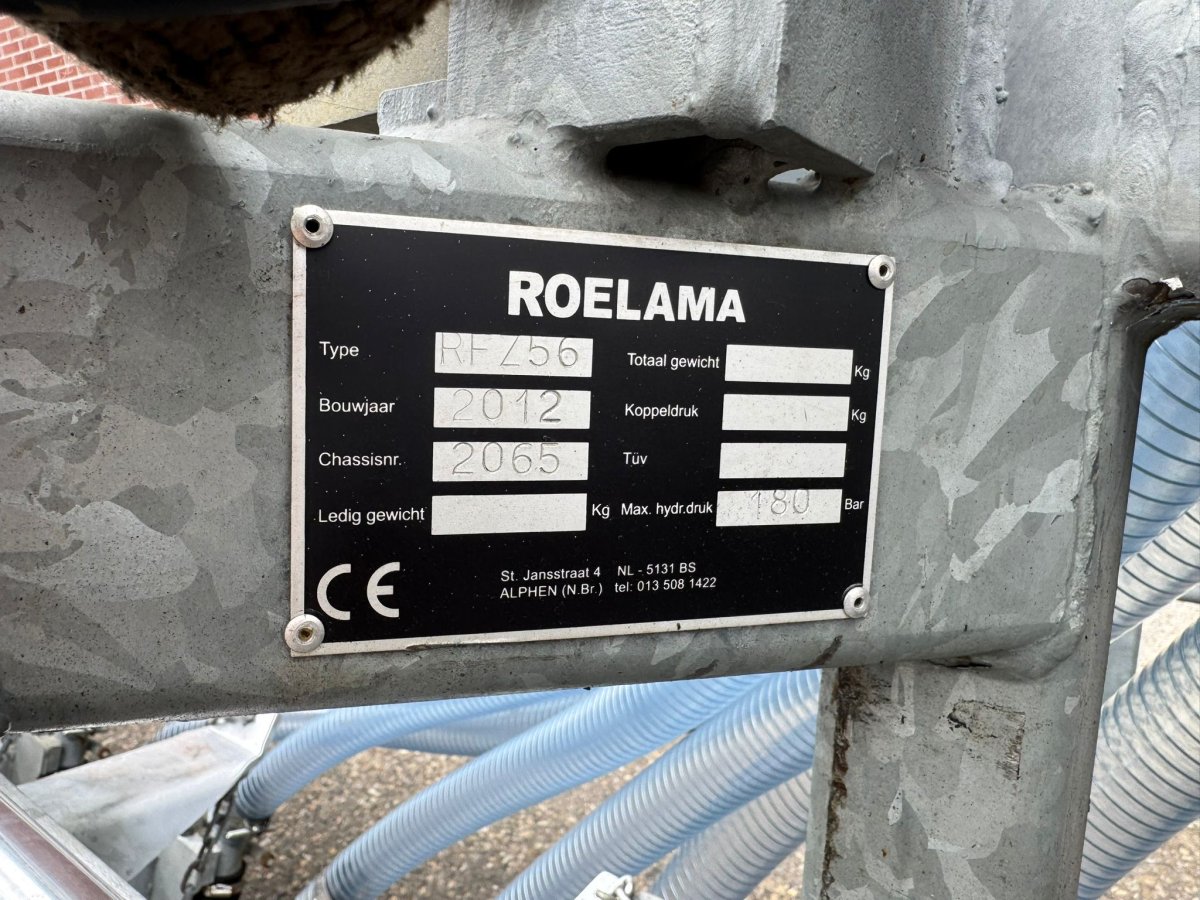 ROELAMA
Type RFZ56 Totaal gewicht Kg
Bouwjaar 2012 Koppeldruk Kg
Chassisnr. 2065 Tüv
Ledig gewicht Kg Max. hydr.druk 180 Bar
CE St. Jansstraat 4 NL - 5131 BS
ALPHEN (N.Br.) tel: 013 508 1422